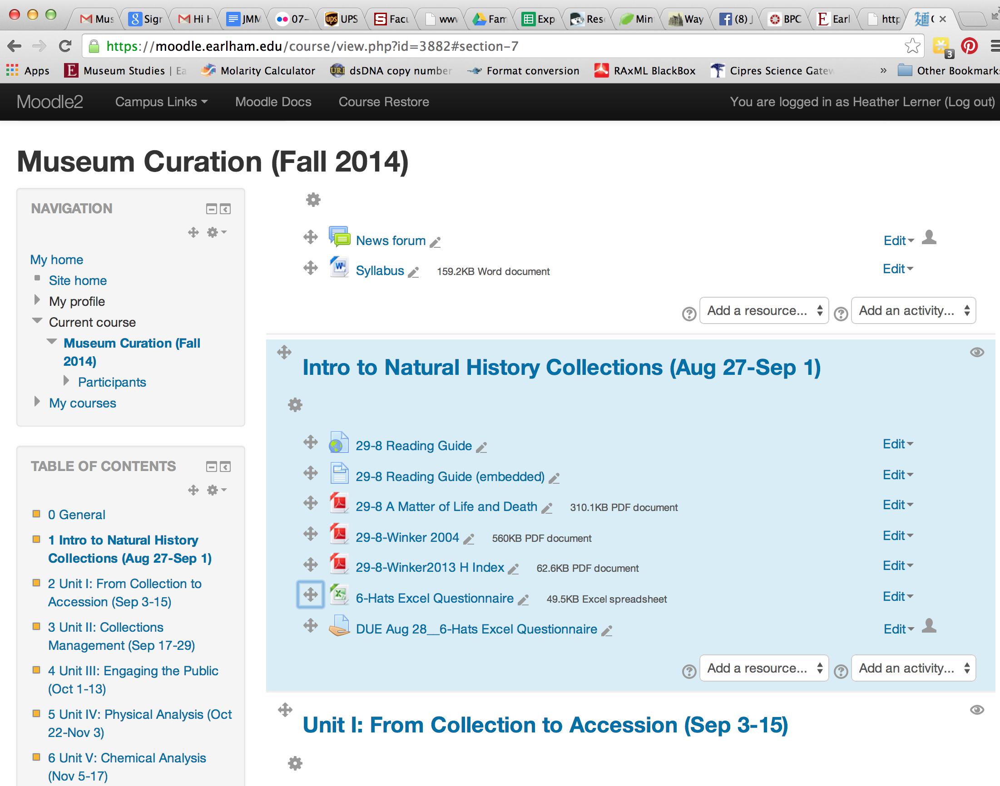 Mus
Sigr
Hi H
JMM
07-
UPS
Facu
www
Fam
Exp
Res
Min
Way
(8) J
BPC
Earl
http
https://moodle.earlham.edu/course/view.php?id=3882#section-7
3
Apps
Museum Studies | Ea
Molarity Calculator
dsDNA copy number
Format conversion
RAxML BlackBox
Cipres Science Gatew
»
Other Bookmarks
Moodle2
Campus Links
Moodle Docs
Course Restore
You are logged in as Heather Lerner (Log out)
Museum Curation (Fall 2014)
NAVIGATION
My home
Site home
My profile
Current course
Museum Curation (Fall
2014)
Participants
My courses
TABLE OF CONTENTS
0 General
1 Intro to Natural History
Collections (Aug 27-Sep 1)
2 Unit I: From Collection to
Accession (Sep 3-15)
3 Unit II: Collections
Management (Sep 17-29)
4 Unit III: Engaging the Public
(Oct 1-13)
5 Unit IV: Physical Analysis (Oct
22-Nov 3)
6 Unit V: Chemical Analysis
(Nov 5-17)
News forum
Edit
Syllabus 159.2KB Word document
Edit
Add a resource...
Add an activity...
Intro to Natural History Collections (Aug 27-Sep 1)
29-8 Reading Guide
Edit
29-8 Reading Guide (embedded)
Edit
29-8 A Matter of Life and Death 310.1KB PDF document
Edit
29-8-Winker 2004 560KB PDF document
Edit
29-8-Winker2013 H Index 62.6KB PDF document
Edit
6-Hats Excel Questionnaire 49.5KB Excel spreadsheet
Edit
DUE Aug 28__6-Hats Excel Questionnaire
Edit
Add a resource...
Add an activity...
Unit I: From Collection to Accession (Sep 3-15)